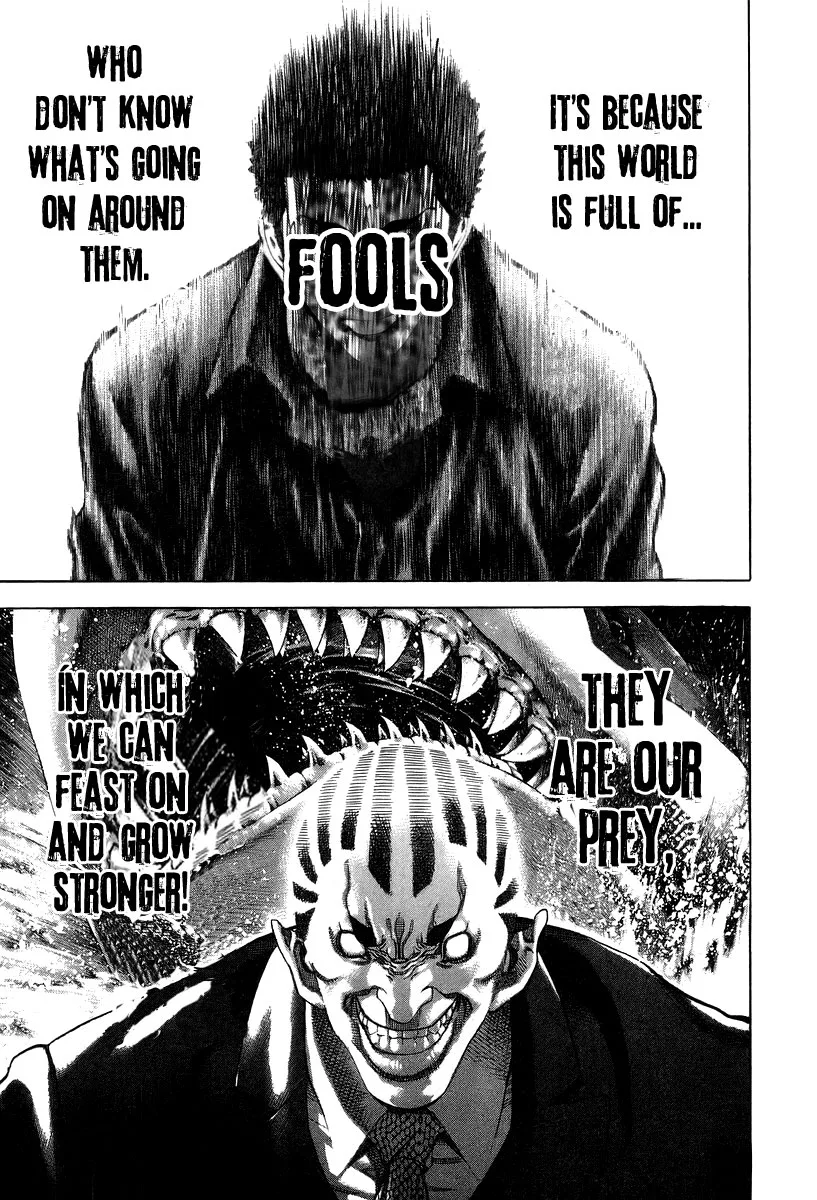 IT'S BECAUSE
THIS WORLD
IS FULL OF...
FOOLS
WHO
DON'T KNOW
WHAT'S GOING
ON AROUND
THEM.
THEY
ARE OUR
PREY,
IN WHICH
WE CAN
FEAST ON
AND GROW
STRONGER!